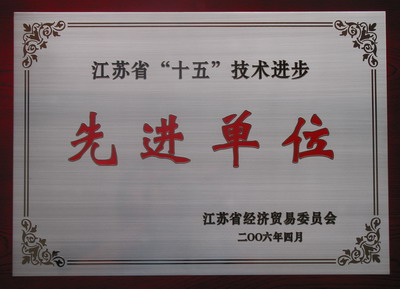 江苏省“十五”技术进步
先进单位
江苏省经济贸易委员会
二〇〇六年四月